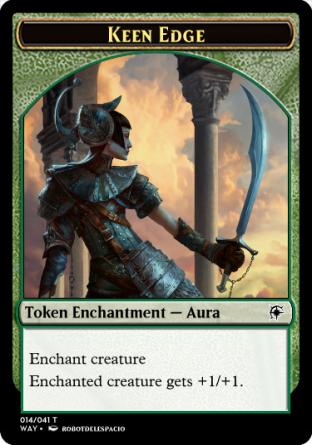 KEEN EDGE
Token Enchantment — Aura
Enchant creature
Enchanted creature gets +1/+1.
014/041 T
WAY • ROBOTDELESPACIO